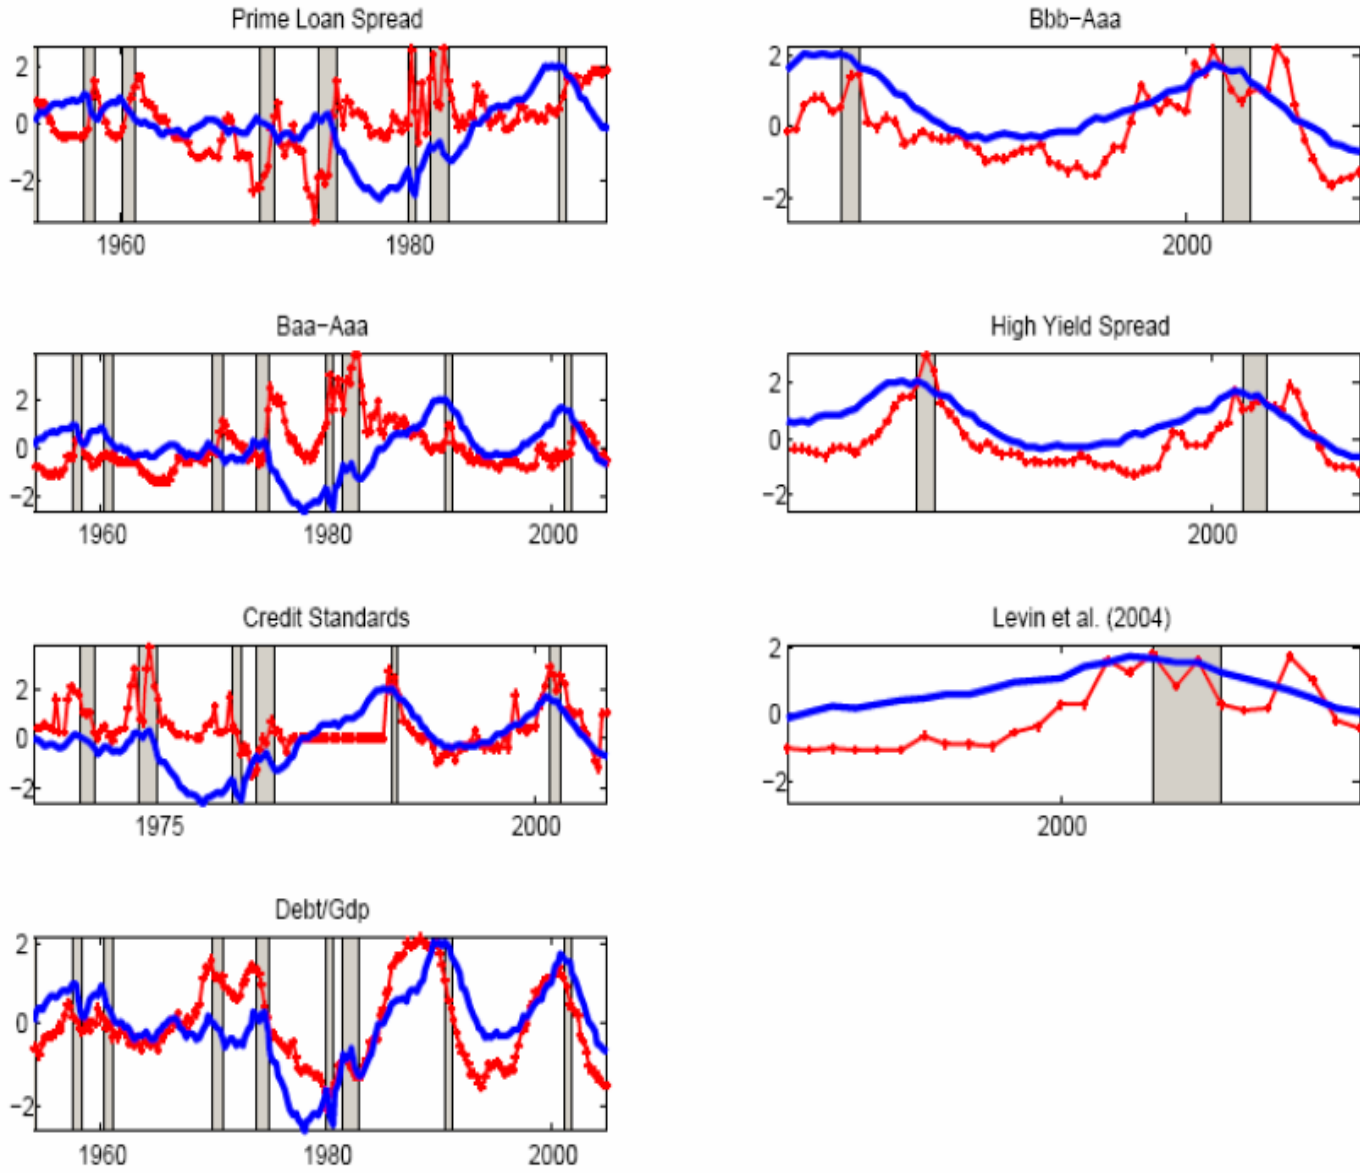 Prime Loan Spread
2
0
−2
1960 1980
Bbb−Aaa
2
0
−2
2000
Baa−Aaa
2
0
−2
1960 1980 2000
High Yield Spread
2
0
−2
2000
Credit Standards
2
0
−2
1975 2000
Levin et al. (2004)
2
0
−2
2000
Debt/Gdp
2
0
−2
1960 1980 2000